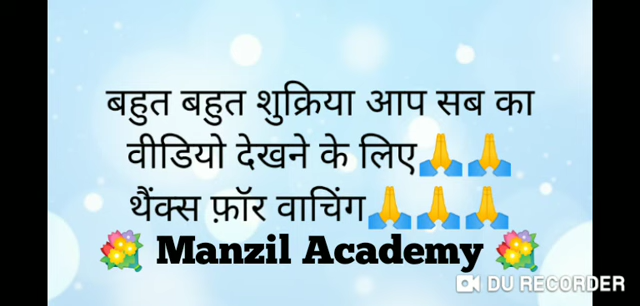 बहुत बहुत शुक्रिया आप सब का
वीडियो देखने के लिए🙏🙏
थैंक्स फ़ॉर वाचिंग🙏🙏🙏
💐 Manzil Academy 💐
DU RECORDER